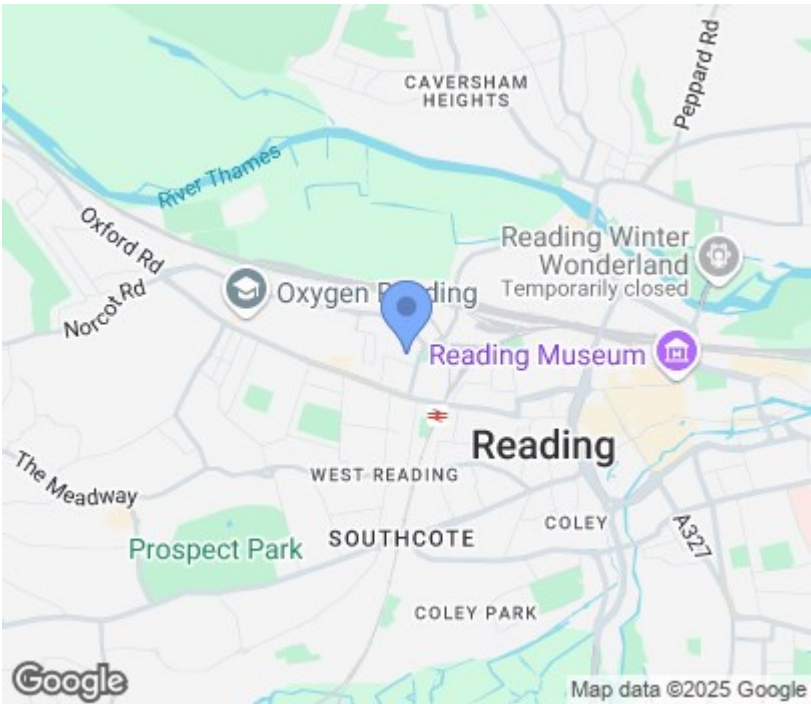 CAVERSHAM
HEIGHTS
Peppard Rd
River Thames
Oxford Rd
Reading Winter
Wonderland
Temporarily closed
Norcot Rd
Oxygen Reading
Reading Museum
Reading
The Meadway
WEST READING
SOUTHCOTE
COLEY
A327
Prospect Park
COLEY PARK
Google
Map data ©2025 Google